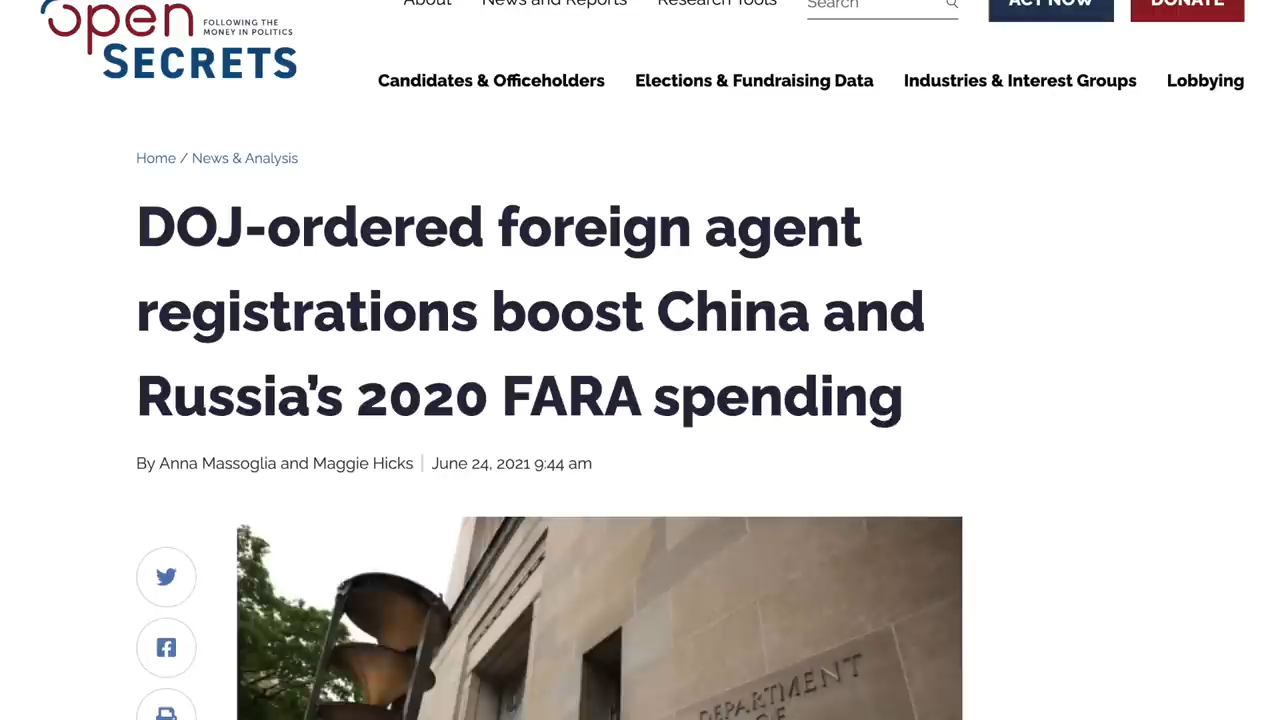 About News and Reports Research Tools Search ACT NOW DONATE
open
FOLLOWING THE
MONEY IN POLITICS
SECRETS
Candidates & Officeholders Elections & Fundraising Data Industries & Interest Groups Lobbying
Home / News & Analysis
DOJ-ordered foreign agent
registrations boost China and
Russia’s 2020 FARA spending
By Anna Massoglia and Maggie Hicks | June 24, 2021 9:44 am
DEPARTMENT
OF